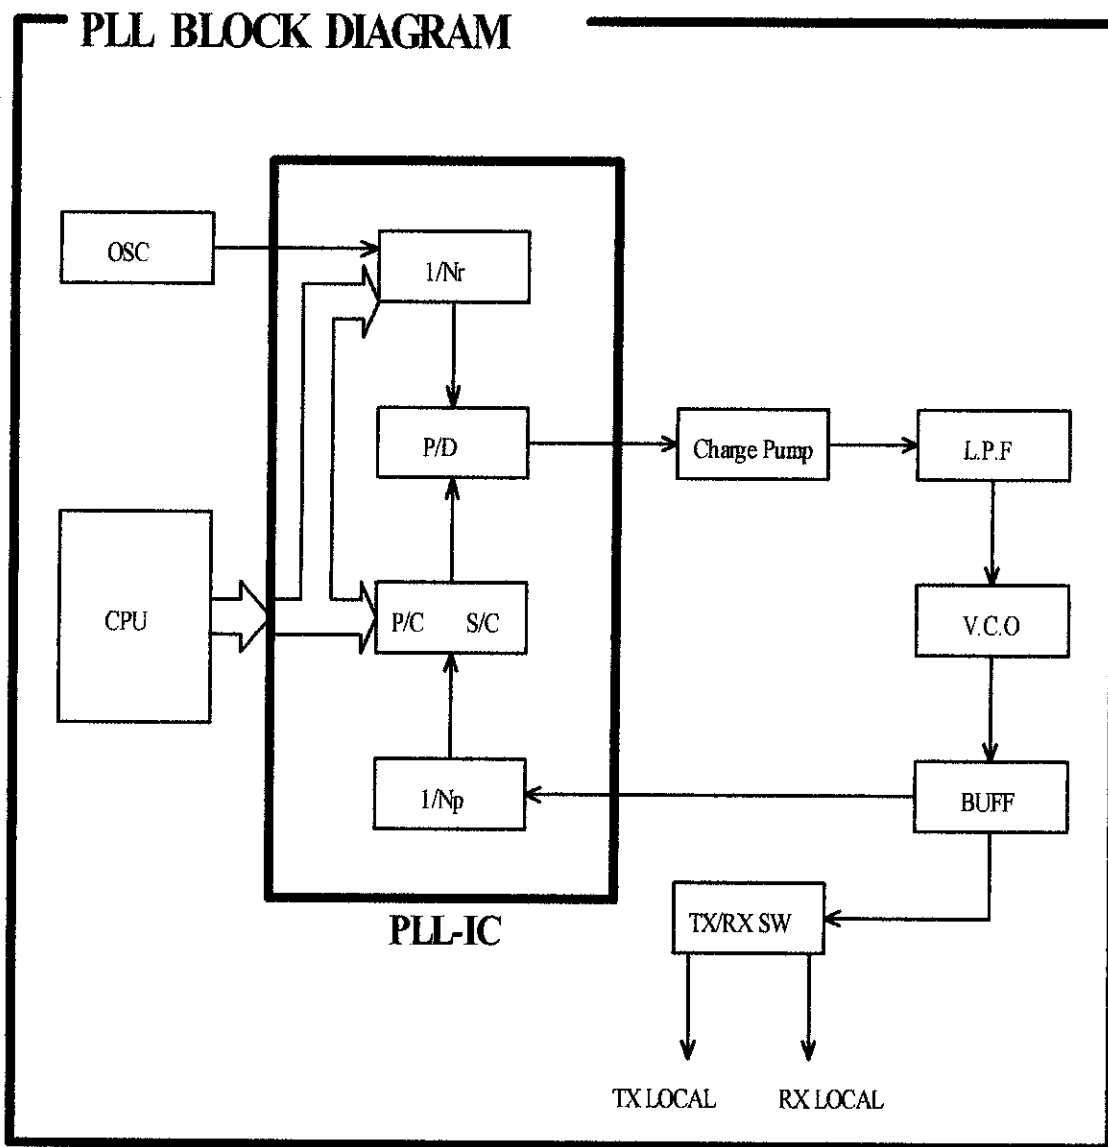 PLL BLOCK DIAGRAM
OSC
1/Nr
P/D
Charge Pump
L.P.F
CPU
P/C S/C
V.C.O
1/Np
BUFF
PLL-IC
TX/RX SW
TX LOCAL RX LOCAL